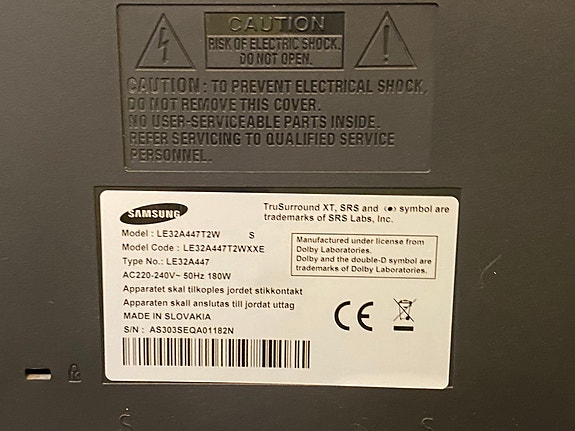 CAUTION
RISK OF ELECTRIC SHOCK.
DO NOT OPEN.
CAUTION : TO PREVENT ELECTRICAL SHOCK,
DO NOT REMOVE THIS COVER.
NO USER-SERVICEABLE PARTS INSIDE.
REFER SERVICING TO QUALIFIED SERVICE
PERSONNEL.
SAMSUNG
TruSurround XT, SRS and (●) symbol are
trademarks of SRS Labs, Inc.
Model : LE32A447T2W S
Model Code : LE32A447T2WXXE
Type No.: LE32A447
AC220-240V~ 50Hz 180W
Manufactured under license from
Dolby Laboratories.
Dolby and the double-D symbol are
trademarks of Dolby Laboratories.
Apparatet skal tilkoples jordet stikkontakt
Apparaten skall anslutas till jordat uttag
MADE IN SLOVAKIA
S/N : AS303SEQA01182N
CE
S
S